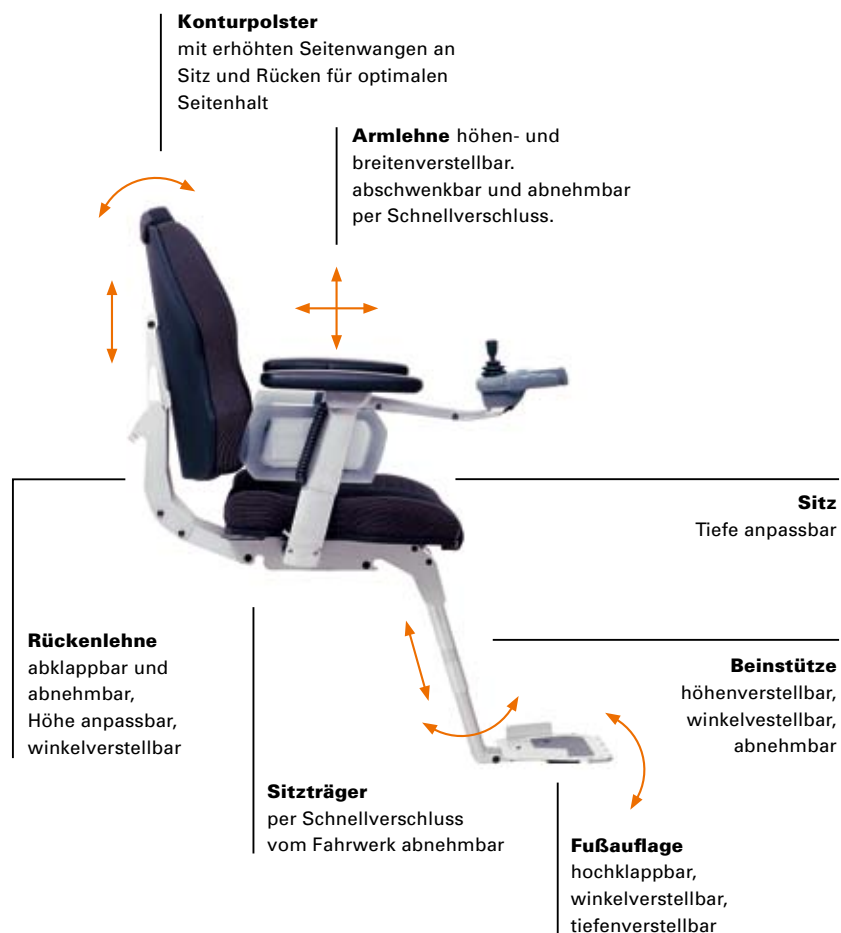 Konturpolster
mit erhöhten Seitenwangen an
Sitz und Rücken für optimalen
Seitenhalt
Armlehne höhen- und
breitenverstellbar.
abschwenkbar und abnehmbar
per Schnellverschluss.
Sitz
Tiefe anpassbar
Rückenlehne
abklappbar und
abnehmbar,
Höhe anpassbar,
winkelverstellbar
Beinstütze
höhenverstellbar,
winkelvestellbar,
abnehmbar
Sitzträger
per Schnellverschluss
vom Fahrwerk abnehmbar
Fußauflage
hochklappbar,
winkelverstellbar,
tiefenverstellbar